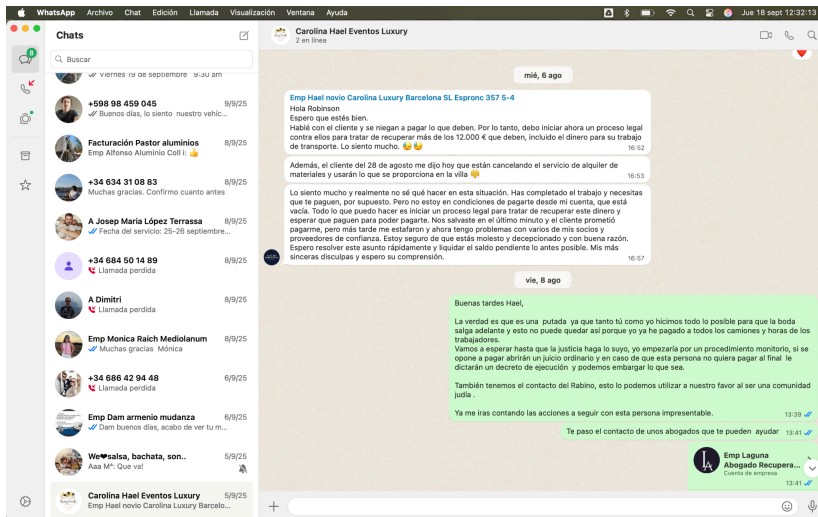 WhatsApp Archivo Chat Edición Llamada Visualización Ventana Ayuda
Jue 18 sept 12:32:13
8
Chats
Buscar
Viernes 19 de septiembre 9:30 am
+598 98 459 045 9/9/25
Buenas dias, lo siento nuestro vehíc...
Facturación Pastor aluminios 8/9/25
Emp Alfonso Aluminio Coll i: 👍
+34 634 31 08 83 8/9/25
Muchas gracias. Confirmo cuanto antes
A Josep Maria López Terrassa 8/9/25
Fecha del servicio: 25-26 septiembre...
+34 684 50 14 89 8/9/25
Llamada perdida
A Dimitri 8/9/25
Llamada perdida
Emp Monica Raich Mediolanum 8/9/25
Muchas gracias Mónica
+34 686 42 94 48 6/9/25
Llamada perdida
Emp Dam armenio mudanza 6/9/25
Dam buenos días, acabo de ver tu m...
We❤salsa, bachata, son.. 5/9/25
Aaa Mª: Que va!
Carolina Hael Eventos Luxury 5/9/25
Emp Hael novio Carolina Luxury Barcelo...
Carolina Hael Eventos Luxury
2 en línea
mié, 6 ago
Emp Hael novio Carolina Luxury Barcelona SL Espronc 357 5-4
Hola Robinson
Espero que estés bien.
Hablé con el cliente y se niegan a pagar lo que deben. Por lo tanto, debo iniciar ahora un proceso legal
contra ellos para tratar de recuperar más de los 12.000 € que deben, incluido el dinero para su trabajo
de transporte. Lo siento mucho. 😓😓
16:52
Además, el cliente del 28 de agosto me dijo hoy que están cancelando el servicio de alquiler de
materiales y usarán lo que se proporciona en la villa 😤
16:53
Lo siento mucho y realmente no sé qué hacer en esta situación. Has completado el trabajo y necesitas
que te paguen, por supuesto. Pero no estoy en condiciones de pagarte desde mi cuenta, que está
vacía. Todo lo que puedo hacer es iniciar un proceso legal para tratar de recuperar este dinero y
esperar que paguen para poder pagarte. Nos salvaste en el último minuto y el cliente prometió
pagarme, pero más tarde me estafaron y ahora tengo problemas con varios de mis socios y
proveedores de confianza. Estoy seguro de que estás molesto y decepcionado y con buena razón.
Espero resolver este asunto rápidamente y liquidar el saldo pendiente lo antes posible. Mis más
sinceras disculpas y espero su comprensión.
16:57
vie, 8 ago
Buenas tardes Hael,
La verdad es que es una putada ya que tanto tú como yo hicimos todo lo posible para que la boda
salga adelante y esto no puede quedar así porque yo ya he pagado a todos los camiones y horas de los
trabajadores.
Vamos a esperar hasta que la justicia haga lo suyo, yo empezaría por un procedimiento monitorio, si se
opone a pagar abrirán un juicio ordinario y en caso de que esta persona no quiera pagar al final le
dictarán un decreto de ejecución y podemos embargar lo que sea.
También tenemos el contacto del Rabino, esto lo podemos utilizar a nuestro favor al ser una comunidad
judía .
Ya me iras contando las acciones a seguir con esta persona impresentable.
13:39
Te paso el contacto de unos abogados que te pueden ayudar 13:41
Emp Laguna
Abogado Recupera...
Cuenta de empresa
13:41